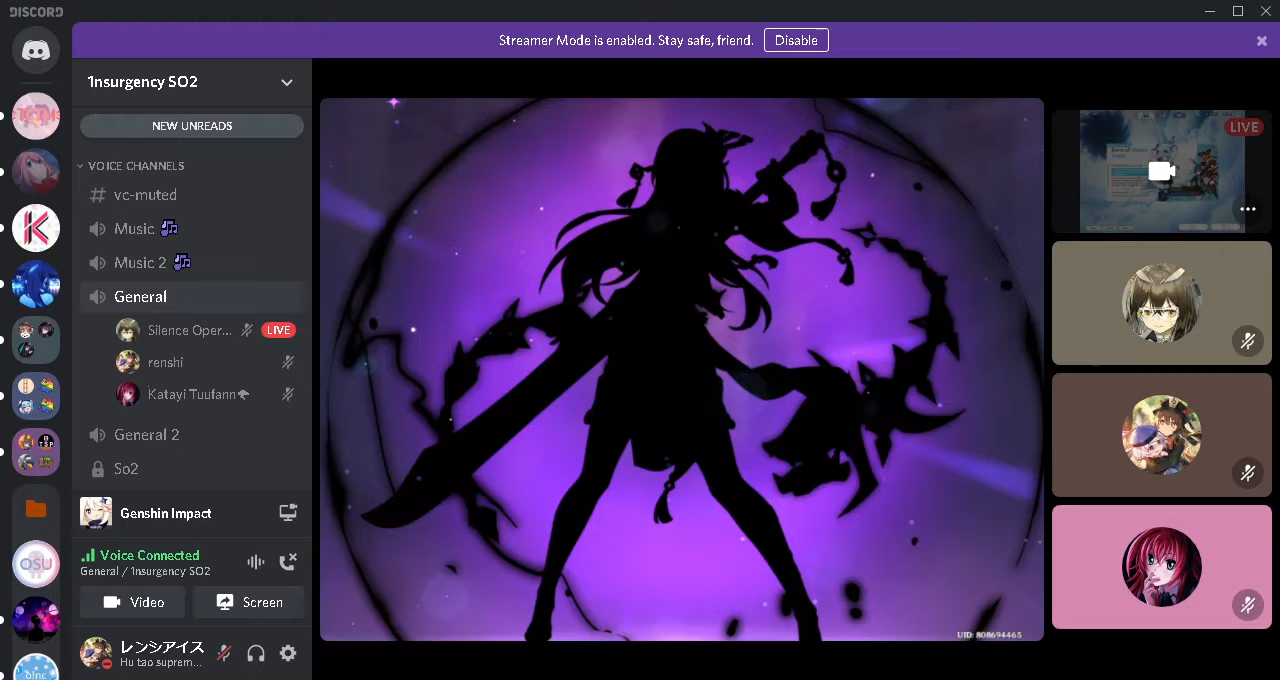 DISCORD
Streamer Mode is enabled. Stay safe, friend.
Disable
1nsurgency SO2
NEW UNREADS
VOICE CHANNELS
vc-muted
Music
Music 2
General
Silence Oper...
LIVE
renshi
Katayi Tuufann
General 2
So2
Genshin Impact
Voice Connected
General / 1nsurgency SO2
Video
Screen
レンシアイス
Hu tao suprem...
LIVE
UID: 808694465
OSU